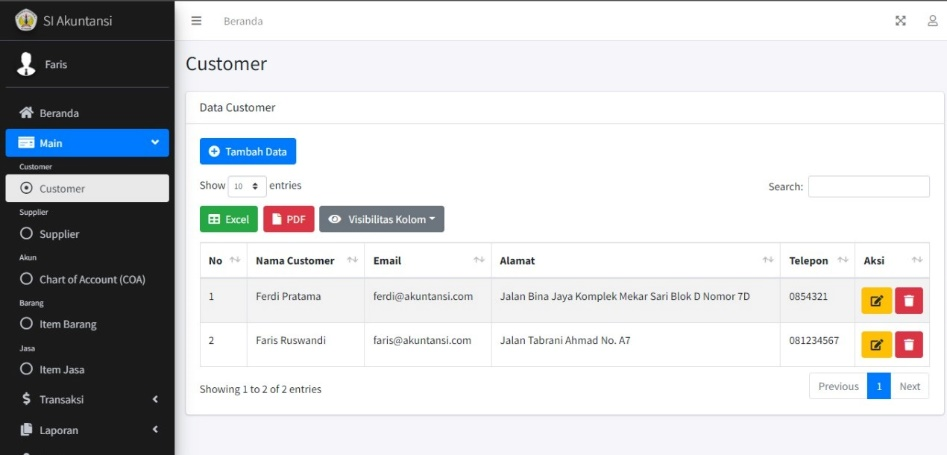 SI Akuntansi
Beranda
Faris
Customer
Beranda
Main
Customer
Customer
Supplier
Supplier
Akun
Chart of Account (COA)
Barang
Item Barang
Jasa
Item Jasa
Transaksi
Laporan
Data Customer
Tambah Data
Show 10 entries
Search:
Excel PDF Visibilitas Kolom
No Nama Customer Email Alamat Telepon Aksi
1 Ferdi Pratama ferdi@akuntansi.com Jalan Bina Jaya Komplek Mekar Sari Blok D Nomor 7D 0854321
2 Faris Ruswandi faris@akuntansi.com Jalan Tabrani Ahmad No. A7 081234567
Showing 1 to 2 of 2 entries
Previous 1 Next